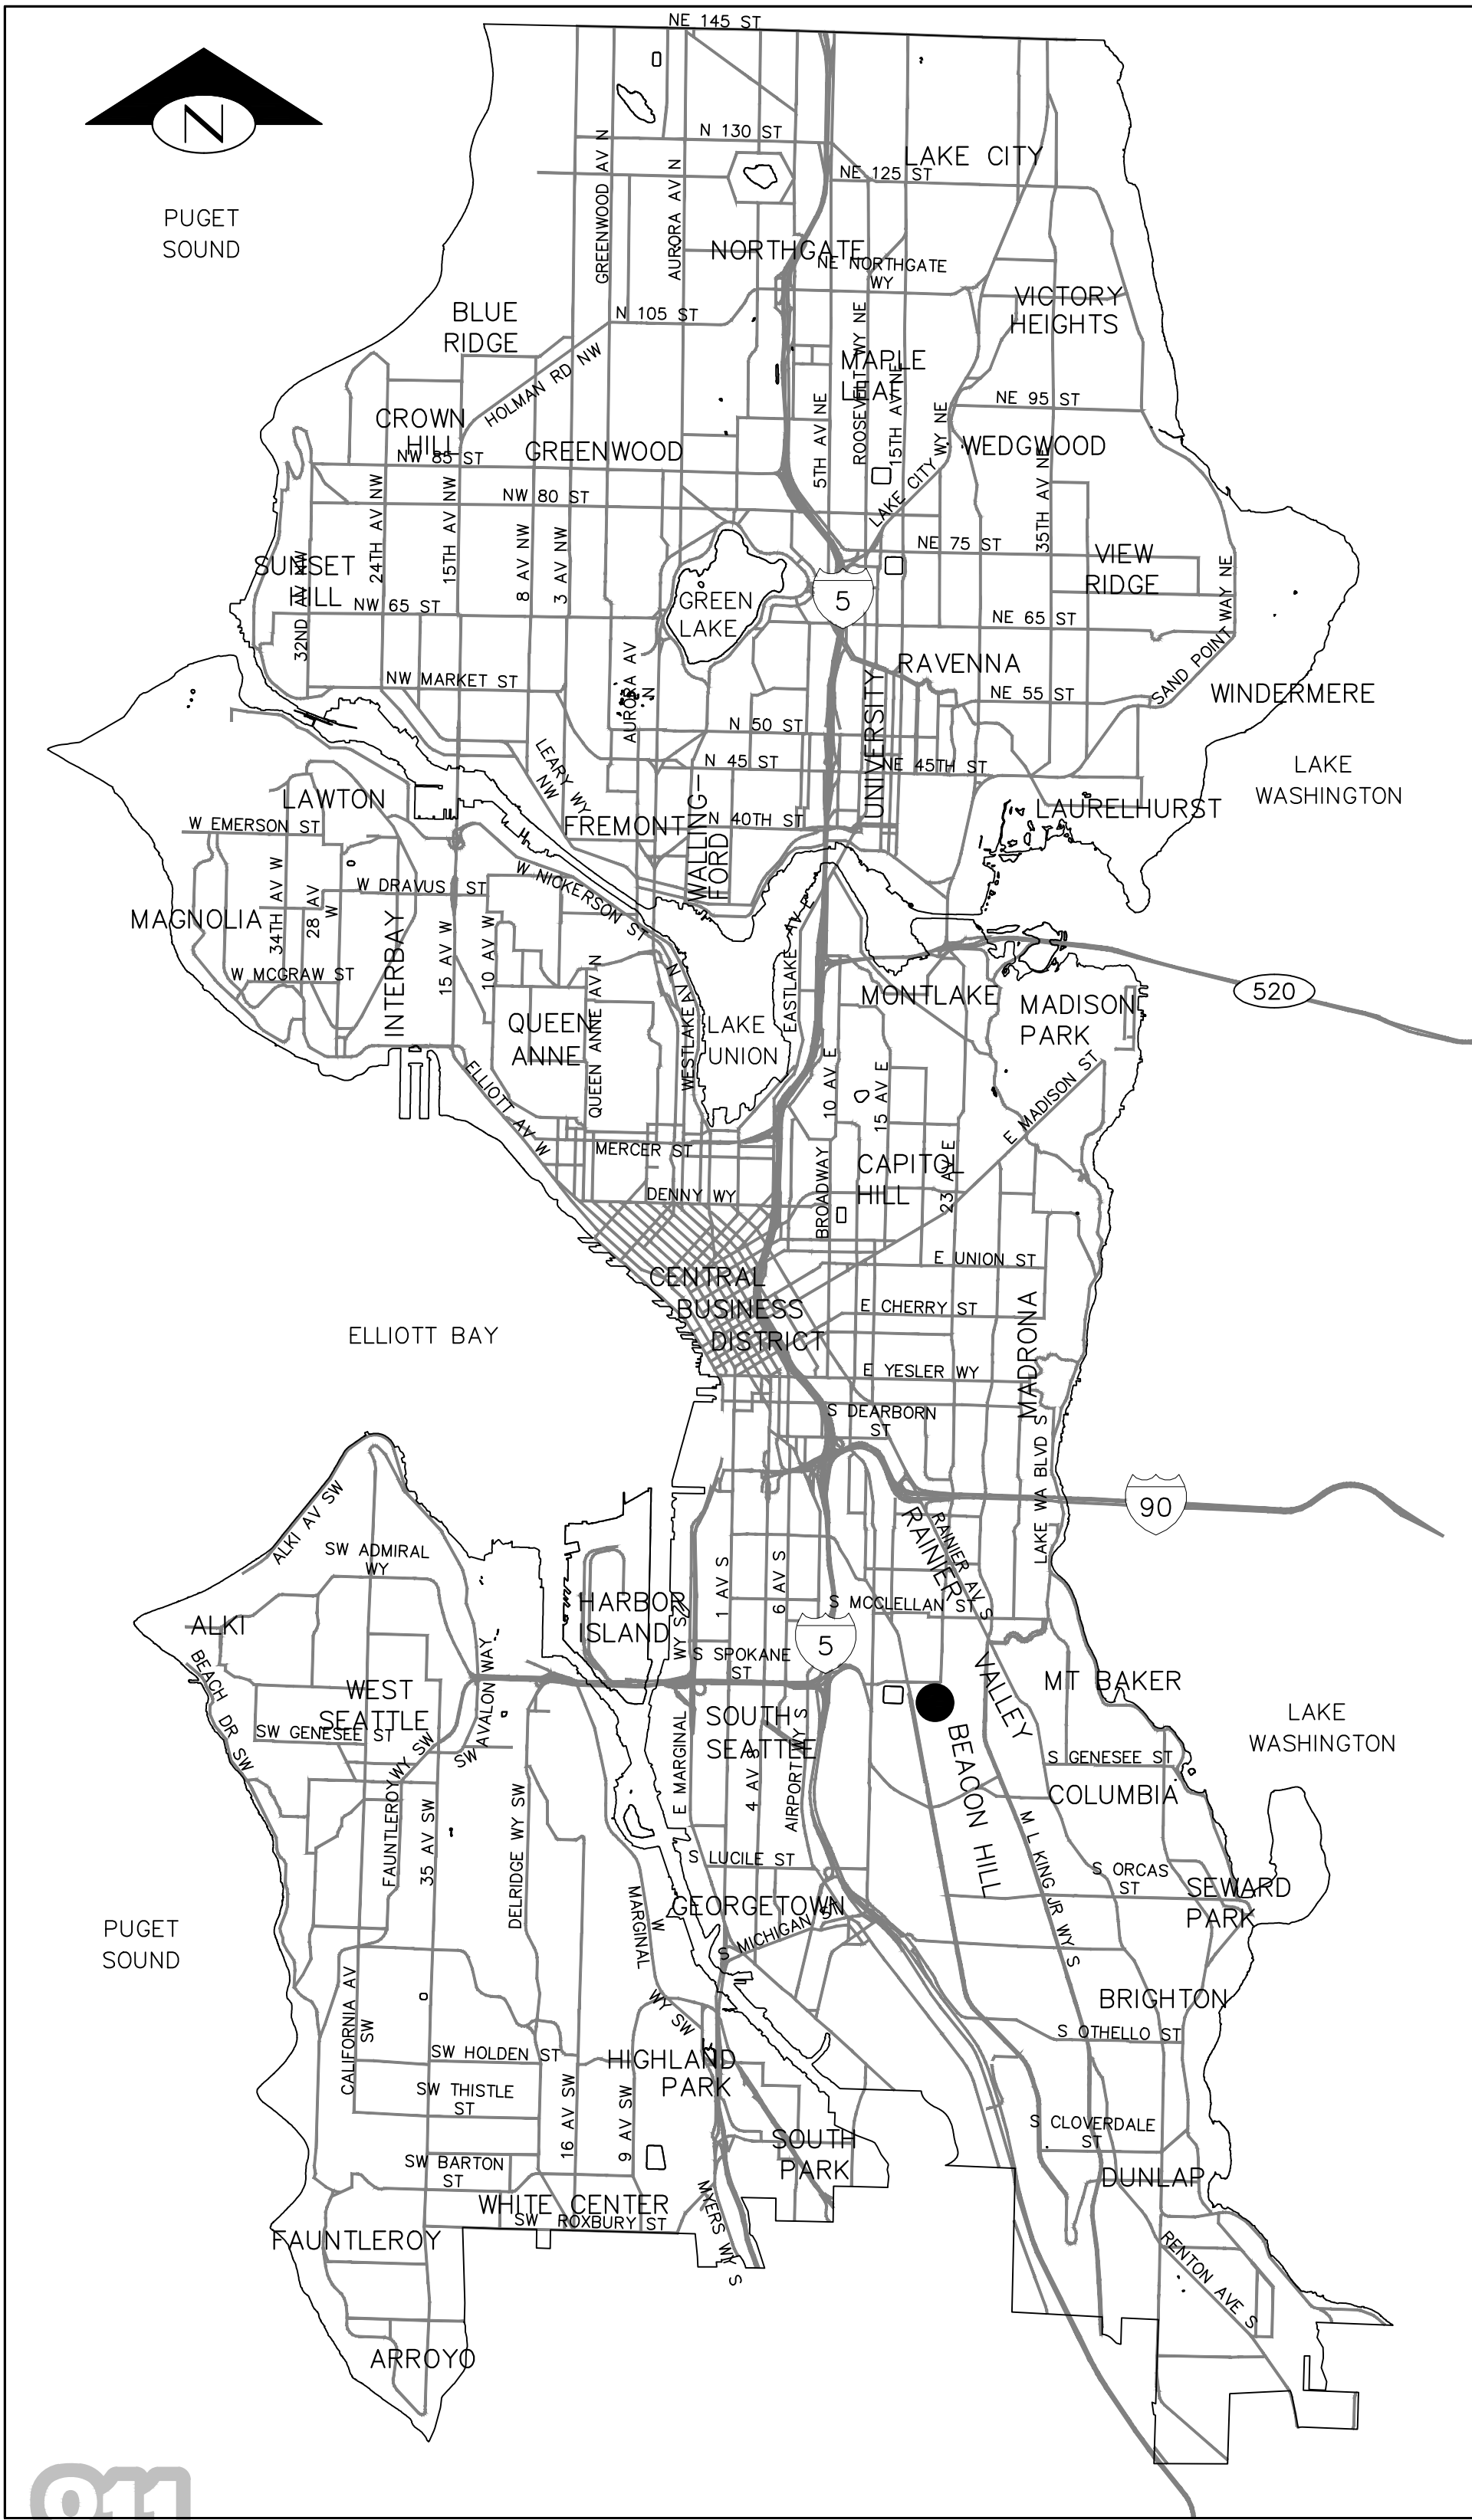 NE 145 ST
N
N 130 ST
LAKE CITY
NE 125 ST
GREENWOOD AV N
AURORA AV N
PUGET
SOUND
NORTHGATE
NE NORTHGATE
WY
VICTORY
HEIGHTS
BLUE
RIDGE
N 105 ST
HOLMAN RD NW
MAPLE
LEAF
ROOSEVELT WY NE
15TH AV NE
5TH AV NE
NE 95 ST
CROWN
HILL
NW 85 ST
GREENWOOD
WEDGWOOD
LAKE CITY WY NE
35TH AV NE
NW 80 ST
24TH AV NW
15TH AV NW
8 AV NW
3 AV NW
NE 75 ST
VIEW
RIDGE
SUNSET
HILL
32ND AV NW
NW 65 ST
GREEN
LAKE
5
NE 65 ST
SAND POINT WAY NE
RAVENNA
NW MARKET ST
AURORA AV
N
NE 55 ST
WINDERMERE
N 50 ST
UNIVERSITY
LEARY WY
NW
N 45 ST
NE 45TH ST
LAKE
WASHINGTON
LAWTON
W EMERSON ST
FREMONT
WALLING-
FORD
N 40TH ST
LAURELHURST
W DRAVUS ST
W NICKERSON ST
MAGNOLIA
34TH AV W
28 AV
W
INTERBAY
15 AV W
10 AV W
W MCGRAW ST
QUEEN
ANNE
QUEEN ANNE AV N
WESTLAKE AV N
LAKE
UNION
EASTLAKE AV E
MONTLAKE
MADISON
PARK
520
ELLIOTT AV W
10 AV E
15 AV E
E MADISON ST
MERCER ST
CAPITOL
HILL
23 AV E
BROADWAY
DENNY WY
E UNION ST
CENTRAL
BUSINESS
DISTRICT
E CHERRY ST
ELLIOTT BAY
E YESLER WY
MADRONA
S DEARBORN
ST
LAKE WA BLVD S
ALKI AV SW
90
SW ADMIRAL
WY
RAINIER
RAINIER AV S
1 AV S
6 AV S
HARBOR
ISLAND
S MCCLELLAN ST
ALKI
5
S SPOKANE
ST
E MARGINAL WY S
VALLEY
MT BAKER
BEACH DR SW
AVALON WAY
SW
WEST
SEATTLE
SW GENESEE ST
SOUTH
SEATTLE
BEACON HILL
LAKE
WASHINGTON
S GENESEE ST
COLUMBIA
FAUNTLEROY WY SW
35 AV SW
DELRIDGE WY SW
4 AV S
AIRPORT WY S
M L KING JR WY S
S LUCILE ST
S ORCAS
ST
SEWARD
PARK
GEORGETOWN
S MICHIGAN ST
W
MARGINAL
WY SW
PUGET
SOUND
BRIGHTON
S OTHELLO ST
CALIFORNIA AV
SW
SW HOLDEN ST
HIGHLAND
PARK
SW THISTLE
ST
16 AV SW
9 AV SW
S CLOVERDALE
ST
SOUTH
PARK
SW BARTON
ST
DUNLAP
WHITE CENTER
SW ROXBURY ST
MYERS WY S
FAUNTLEROY
RENTON AVE S
ARROYO
911